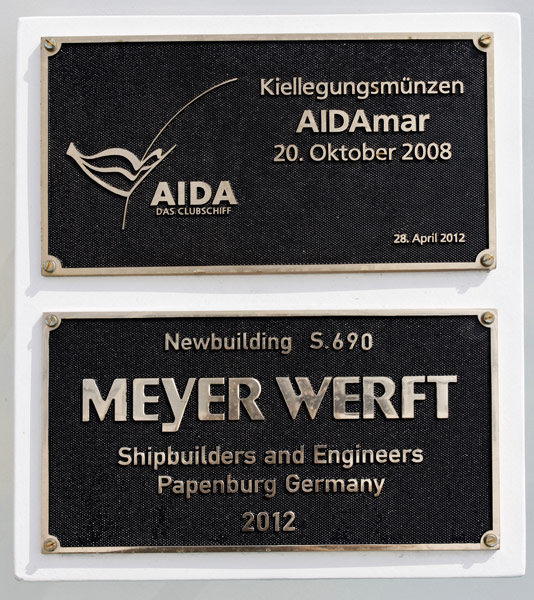 Kiellegungsmünzen
AIDAmar
20. Oktober 2008
AIDA
DAS CLUBSCHIFF
28. April 2012
Newbuilding S.690
MEYER WERFT
Shipbuilders and Engineers
Papenburg Germany
2012